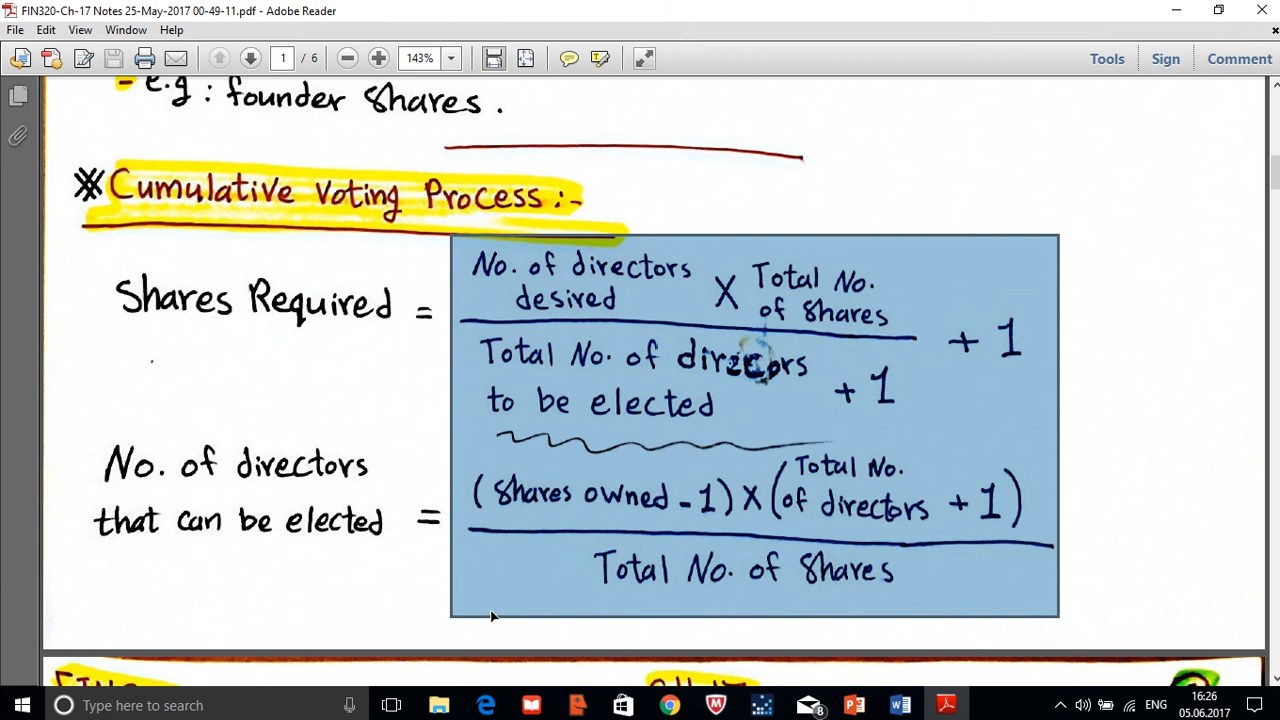 FIN320-Ch-17 Notes 25-May-2017 00-49-11.pdf - Adobe Reader
File Edit View Window Help
1 / 6 143% Tools Sign Comment
- e.g : founder shares .
Cumulative Voting Process :-
No. of directors desired X Total No. of shares
Shares Required = + 1
Total No. of directors to be elected + 1
No. of directors that can be elected = (shares owned - 1) X (Total No. of directors + 1)
Total No. of shares
Type here to search
8
ENG
16:26
05.06.2017